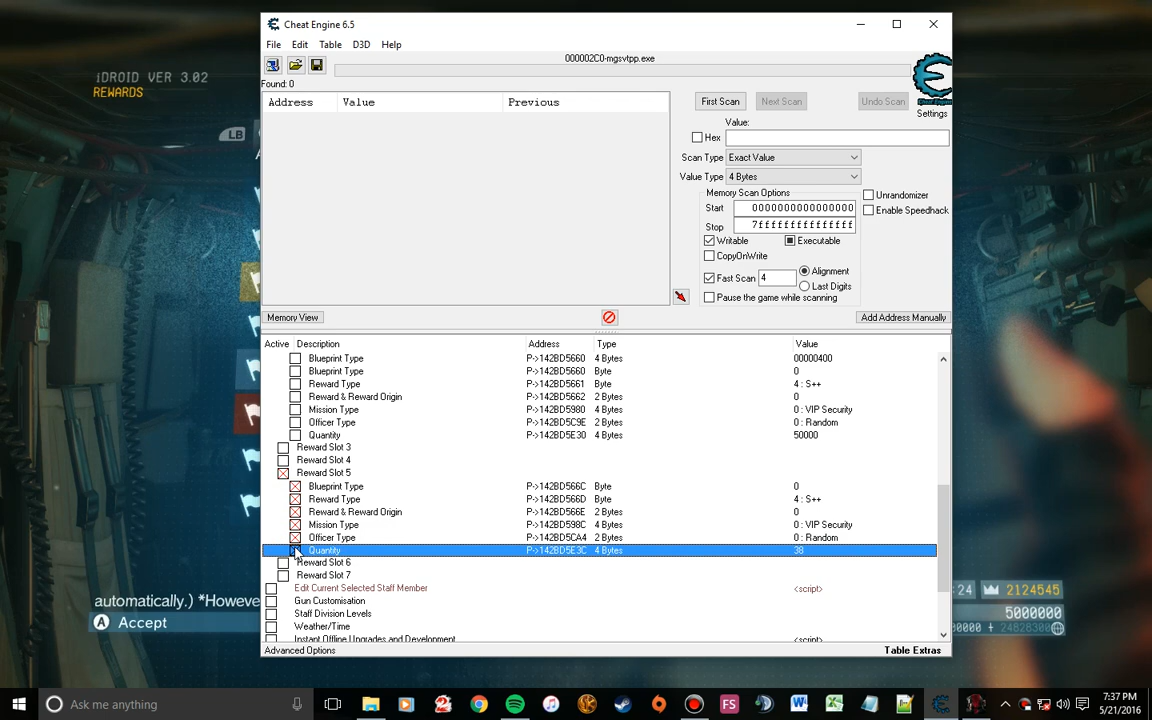 Cheat Engine 6.5
File Edit Table D3D Help
000002C0-mgsvtpp.exe
iDROID VER 3.02
REWARDS
Found: 0
Address Value Previous
First Scan Next Scan Undo Scan
Cheat Engine
Settings
Value:
LB
Hex
Scan Type Exact Value
Value Type 4 Bytes
Memory Scan Options
Unrandomizer
Start 0000000000000000
Enable Speedhack
Stop 7fffffffffffffff
Writable Executable
CopyOnWrite
Fast Scan 4 Alignment
Last Digits
Pause the game while scanning
Memory View Add Address Manually
Active Description Address Type Value
Blueprint Type P->142BD5660 4 Bytes 00000400
Blueprint Type P->142BD5660 Byte 0
Reward Type P->142BD5661 Byte 4 : S++
Reward & Reward Origin P->142BD5662 2 Bytes 0
Mission Type P->142BD5980 4 Bytes 0 : VIP Security
Officer Type P->142BD5C9E 2 Bytes 0 : Random
Quantity P->142BD5E30 4 Bytes 50000
Reward Slot 3
Reward Slot 4
Reward Slot 5
Blueprint Type P->142BD566C Byte 0
Reward Type P->142BD566D Byte 4 : S++
Reward & Reward Origin P->142BD566E 2 Bytes 0
Mission Type P->142BD598C 4 Bytes 0 : VIP Security
Officer Type P->142BD5CA4 2 Bytes 0 : Random
Quantity P->142BD5E3C 4 Bytes 38
Reward Slot 6
Reward Slot 7
Edit Current Selected Staff Member <script>
Gun Customisation
Staff Division Levels
Weather/Time
Instant Offline Upgrades and Development <script>
:24 2124545
automatically.) *Howeve
5000000
A Accept
Advanced Options Table Extras
Ask me anything
7:37 PM
5/21/2016